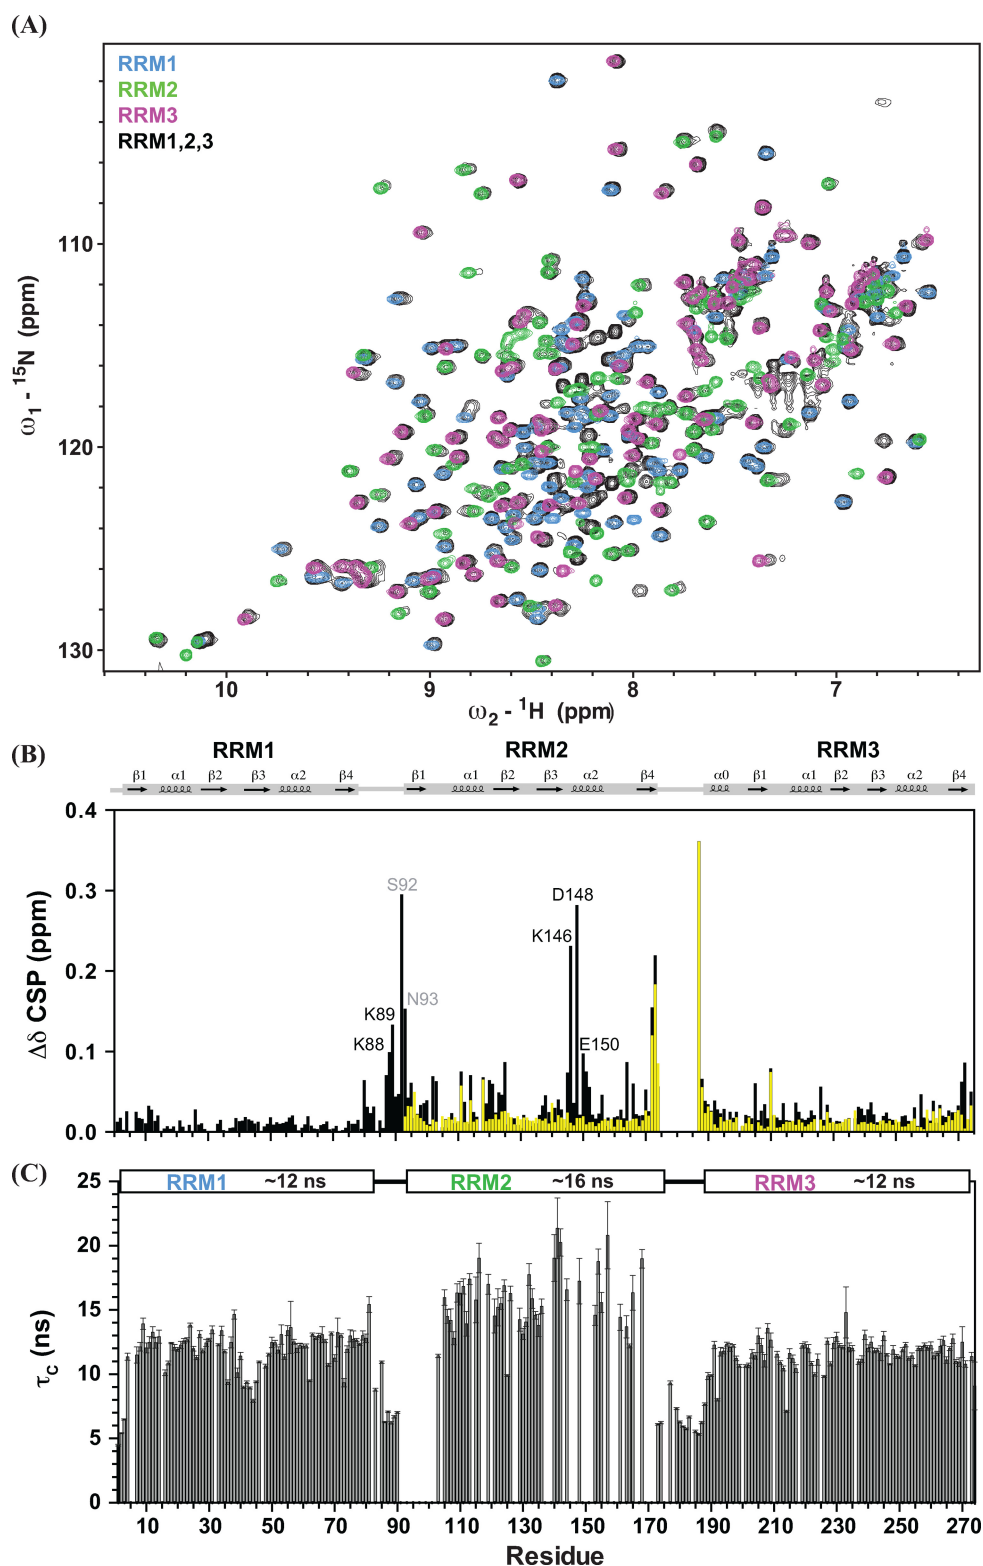 (A)
RRM1
RRM2
RRM3
RRM1,2,3
110
120
130
ω1 - 15N (ppm)
10 9 8 7
ω2 - 1H (ppm)
(B)
RRM1 RRM2 RRM3
β1 α1 β2 β3 α2 β4 β1 α1 β2 β3 α2 β4 α0 β1 α1 β2 β3 α2 β4
0.4
0.3
0.2
0.1
0.0
Δδ CSP (ppm)
S92
D148
K146
N93
K89
K88
E150
(C)
RRM1 ~12 ns RRM2 ~16 ns RRM3 ~12 ns
25
20
15
10
5
0
τc (ns)
10 30 50 70 90 110 130 150 170 190 210 230 250 270
Residue